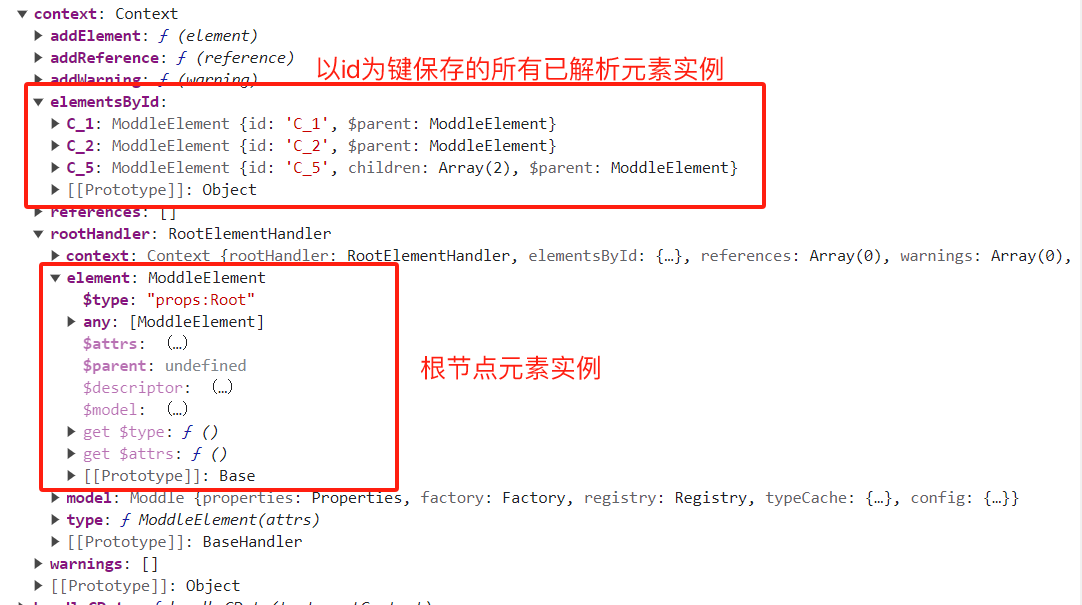 ▼ context: Context
▶ addElement: ƒ (element)
▶ addReference: ƒ (reference)
▶ addWarning: ƒ (warning)
以id为键保存的所有已解析元素实例
▼ elementsById:
▶ C_1: ModdleElement {id: 'C_1', $parent: ModdleElement}
▶ C_2: ModdleElement {id: 'C_2', $parent: ModdleElement}
▶ C_5: ModdleElement {id: 'C_5', children: Array(2), $parent: ModdleElement}
▶ [[Prototype]]: Object
▶ references: []
▼ rootHandler: RootElementHandler
▶ context: Context {rootHandler: RootElementHandler, elementsById: {…}, references: Array(0), warnings: Array(0),
▼ element: ModdleElement
$type: "props:Root"
▶ any: [ModdleElement]
$attrs: (…)
$parent: undefined
根节点元素实例
$descriptor: (…)
$model: (…)
▶ get $type: ƒ ()
▶ get $attrs: ƒ ()
▶ [[Prototype]]: Base
▶ model: Moddle {properties: Properties, factory: Factory, registry: Registry, typeCache: {…}, config: {…}}
▶ type: ƒ ModdleElement(attrs)
▶ [[Prototype]]: BaseHandler
▶ warnings: []
▶ [[Prototype]]: Object